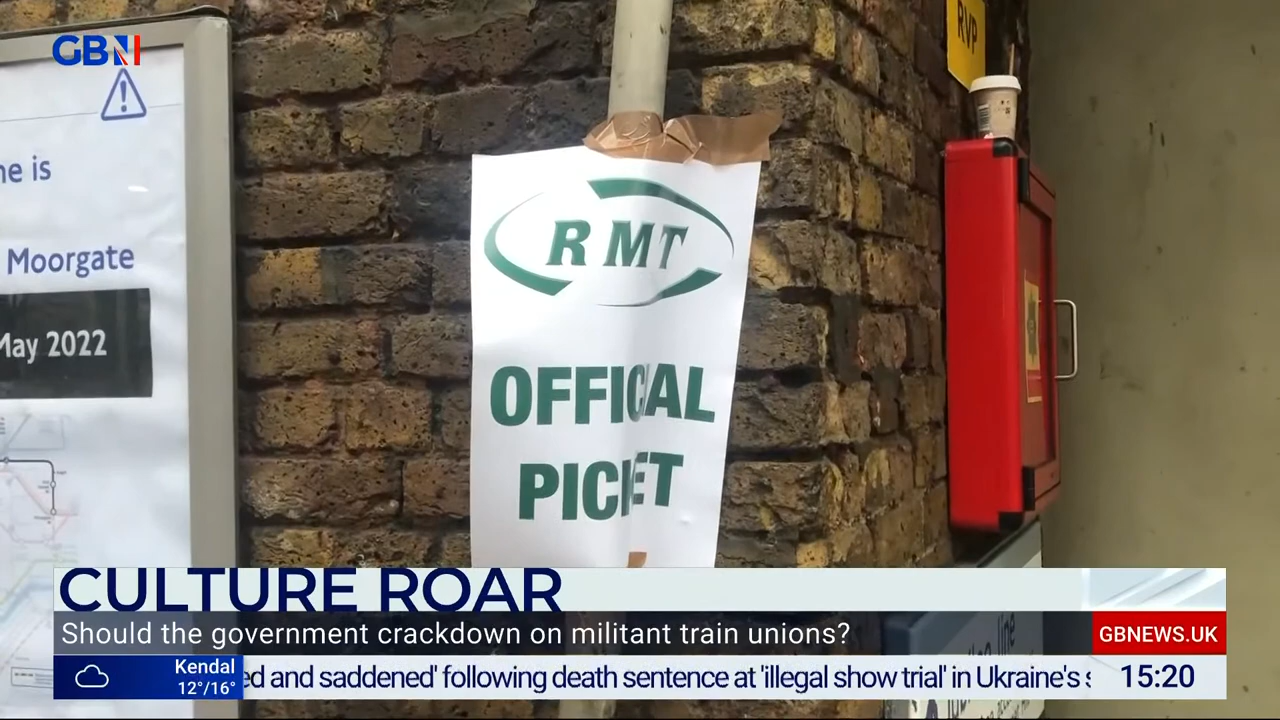 GBN
RVP
ne is
Moorgate
May 2022
RMT
OFFICIAL
PICKET
CULTURE ROAR
Should the government crackdown on militant train unions?
GBNEWS.UK
Kendal
12°/16°
ed and saddened' following death sentence at 'illegal show trial' in Ukraine's s
15:20